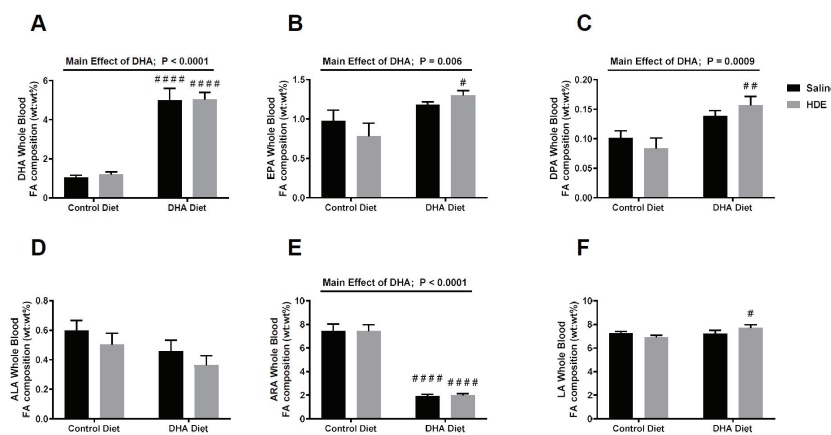 A
Main Effect of DHA; P < 0.0001
####
####
DHA Whole Blood
FA composition (wt:wt%)
6
4
2
0
Control Diet
DHA Diet
B
Main Effect of DHA; P = 0.006
#
EPA Whole Blood
FA composition (wt:wt%)
1.5
1.0
0.5
0.0
Control Diet
DHA Diet
C
Main Effect of DHA; P = 0.0009
##
DPA Whole Blood
FA composition (wt:wt%)
0.20
0.15
0.10
0.05
0.00
Control Diet
DHA Diet
Salin
HDE
D
ALA Whole Blood
FA composition (wt:wt%)
0.8
0.6
0.4
0.2
0.0
Control Diet
DHA Diet
E
Main Effect of DHA; P < 0.0001
####
####
ARA Whole Blood
FA composition (wt:wt%)
10
8
6
4
2
0
Control Diet
DHA Diet
F
#
LA Whole Blood
FA composition (wt:wt%)
10
8
6
4
2
0
Control Diet
DHA Diet